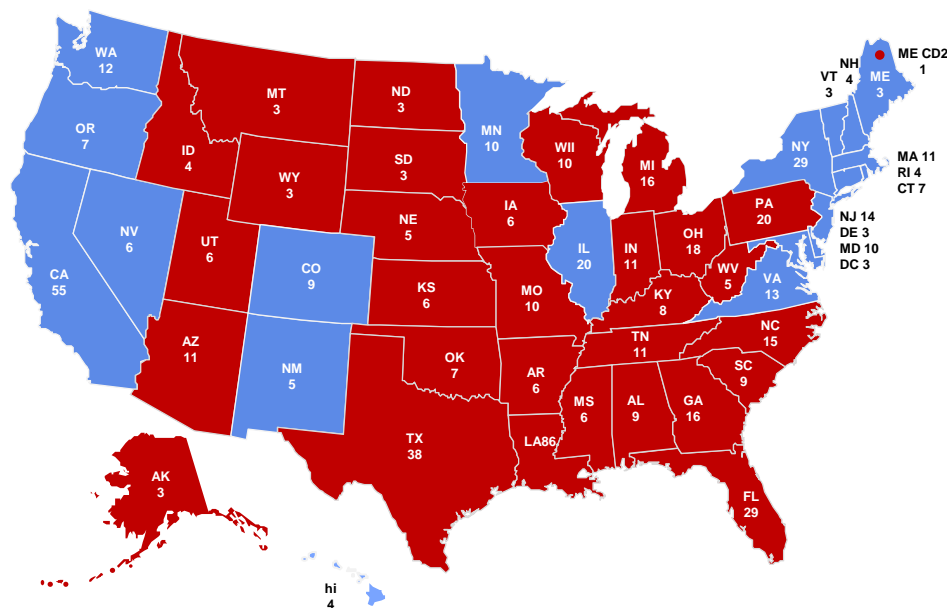 WA
12
OR
7
CA
55
NV
6
ID
4
MT
3
WY
3
UT
6
AZ
11
CO
9
NM
5
ND
3
SD
3
NE
5
KS
6
OK
7
TX
38
MN
10
IA
6
MO
10
AR
6
LA86
WII
10
IL
20
MI
16
IN
11
OH
18
KY
8
TN
11
MS
6
AL
9
GA
16
FL
29
SC
9
NC
15
VA
13
WV
5
PA
20
NY
29
VT
3
NH
4
ME
3
ME CD2
1
MA 11
RI 4
CT 7
NJ 14
DE 3
MD 10
DC 3
AK
3
hi
4